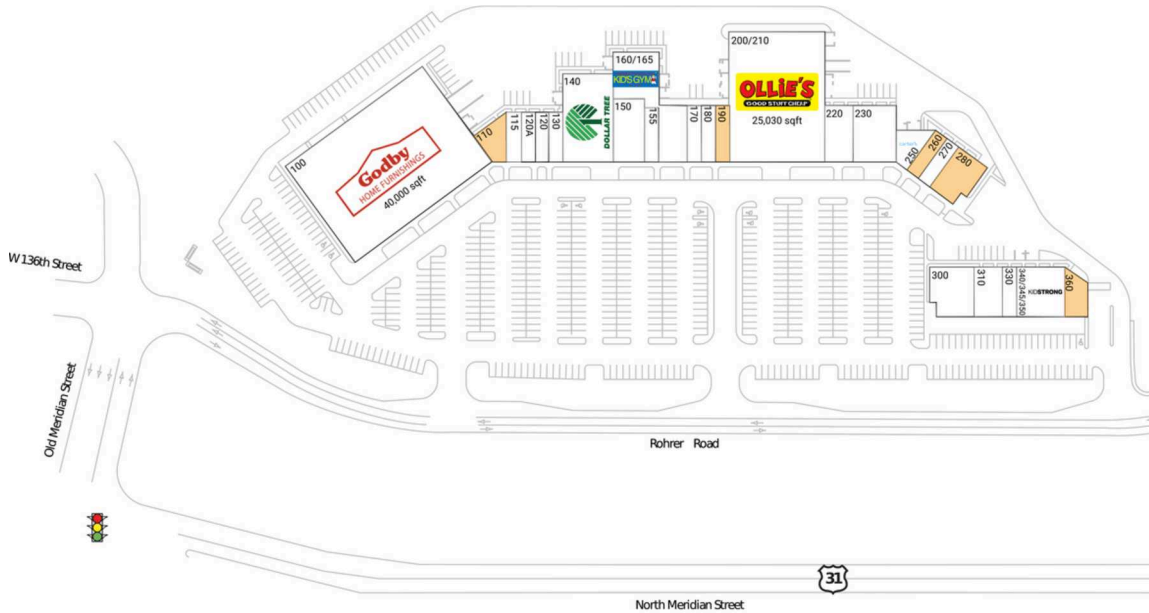 200/210
OLLIE'S
GOOD STUFF CHEAP
25,030 sqft
160/165
KID'S GYM
140
DOLLAR TREE
150
155
170
180
190
220
230
250
260
270
280
100
Godby
HOME FURNISHINGS
40,000 sqft
110
115
120A
120
130
300
310
330
340/345/350
KIDSTRONG
360
W 136th Street
Old Meridian Street
Rohrer Road
31
North Meridian Street